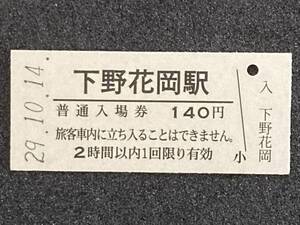 下野花岡駅
普通入場券 140円
旅客車内に立ち入ることはできません。
2時間以内1回限り有効
29.10.14.
小
入 下野花岡